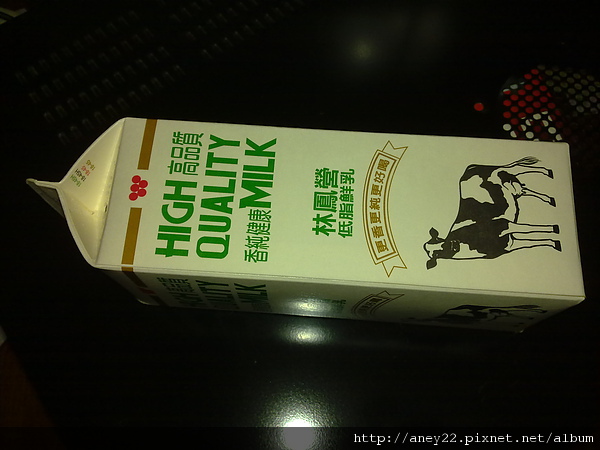 HIGH 高品質
QUALITY
香純健康 MILK
林鳳營
低脂鮮乳
更香更純更好喝
http://aney22.pixnet.net/album